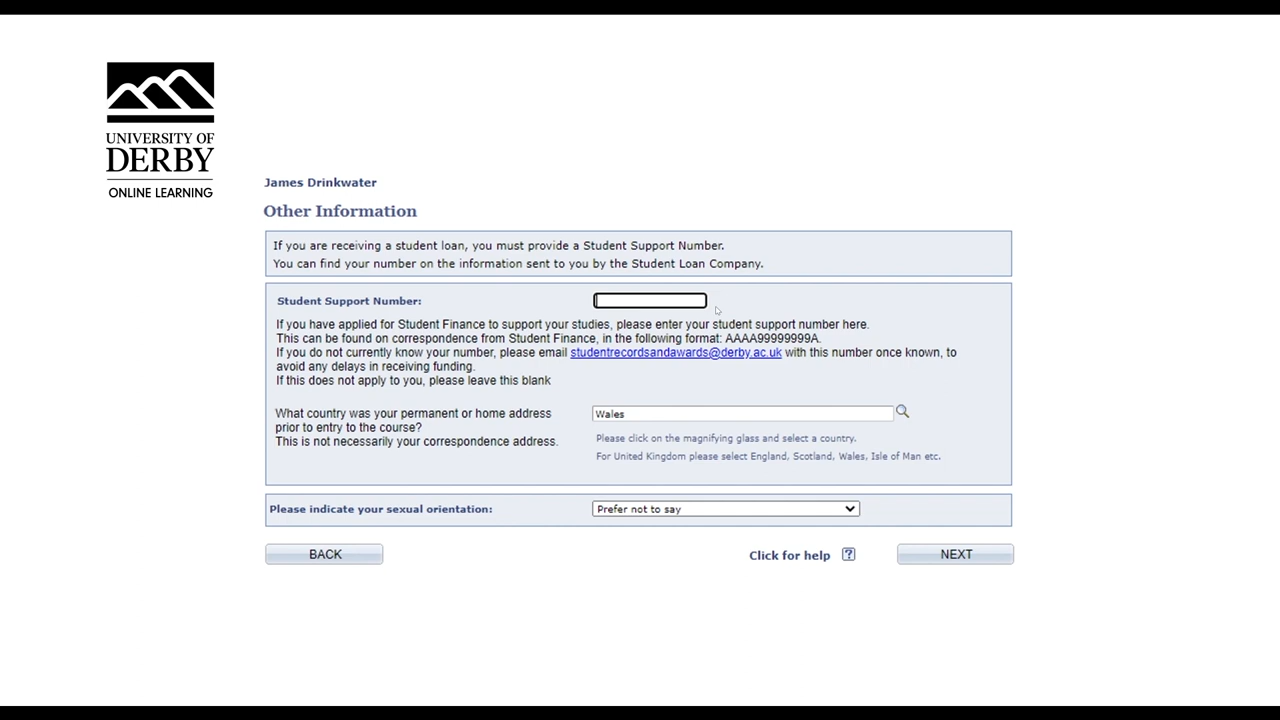 UNIVERSITY OF
DERBY
ONLINE LEARNING
James Drinkwater
Other Information
If you are receiving a student loan, you must provide a Student Support Number.
You can find your number on the information sent to you by the Student Loan Company.
Student Support Number:
If you have applied for Student Finance to support your studies, please enter your student support number here.
This can be found on correspondence from Student Finance, in the following format: AAAA99999999A.
If you do not currently know your number, please email studentrecordsandawards@derby.ac.uk with this number once known, to
avoid any delays in receiving funding.
If this does not apply to you, please leave this blank
What country was your permanent or home address
prior to entry to the course?
This is not necessarily your correspondence address.
Wales
Please click on the magnifying glass and select a country.
For United Kingdom please select England, Scotland, Wales, Isle of Man etc.
Please indicate your sexual orientation: Prefer not to say
BACK Click for help ? NEXT